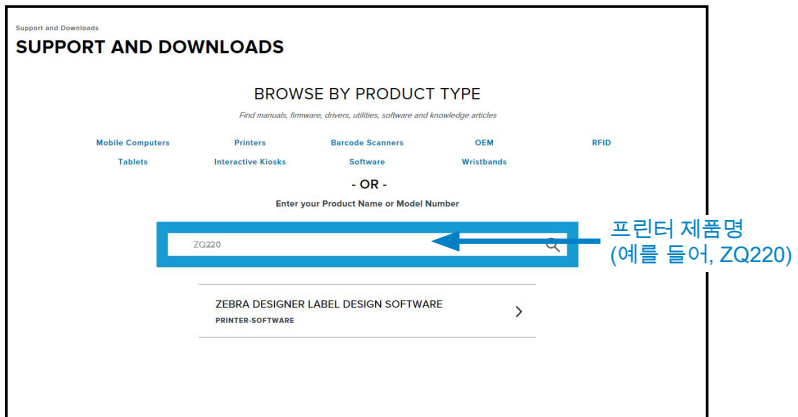 Support and Downloads
SUPPORT AND DOWNLOADS
BROWSE BY PRODUCT TYPE
Find manuals, firmware, drivers, utilities, software and knowledge articles
Mobile Computers Printers Barcode Scanners OEM RFID
Tablets Interactive Kiosks Software Wristbands
- OR -
Enter your Product Name or Model Number
ZQ220
프린터 제품명
(예를 들어, ZQ220)
ZEBRA DESIGNER LABEL DESIGN SOFTWARE
PRINTER-SOFTWARE